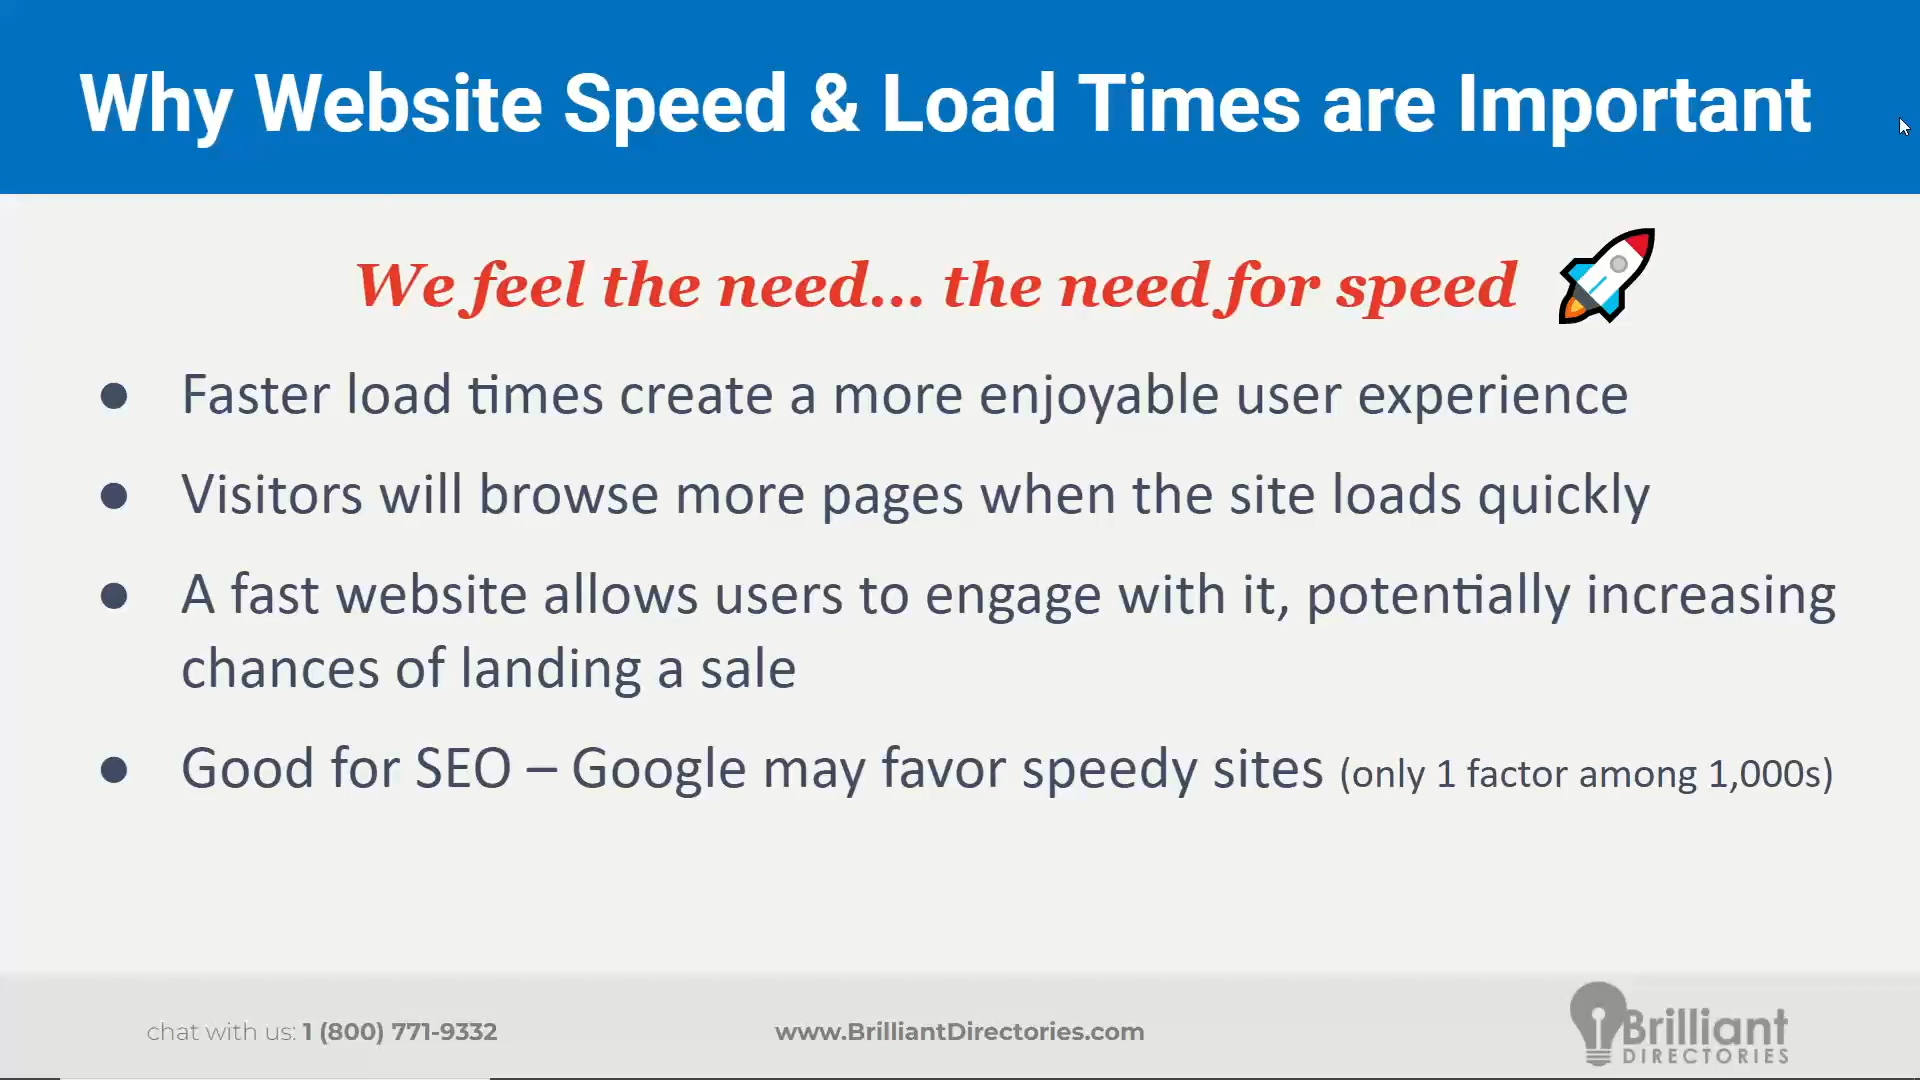 Why Website Speed & Load Times are Important
We feel the need... the need for speed
● Faster load times create a more enjoyable user experience
● Visitors will browse more pages when the site loads quickly
● A fast website allows users to engage with it, potentially increasing
chances of landing a sale
● Good for SEO – Google may favor speedy sites (only 1 factor among 1,000s)
chat with us: 1 (800) 771-9332
www.BrilliantDirectories.com
Brilliant
DIRECTORIES